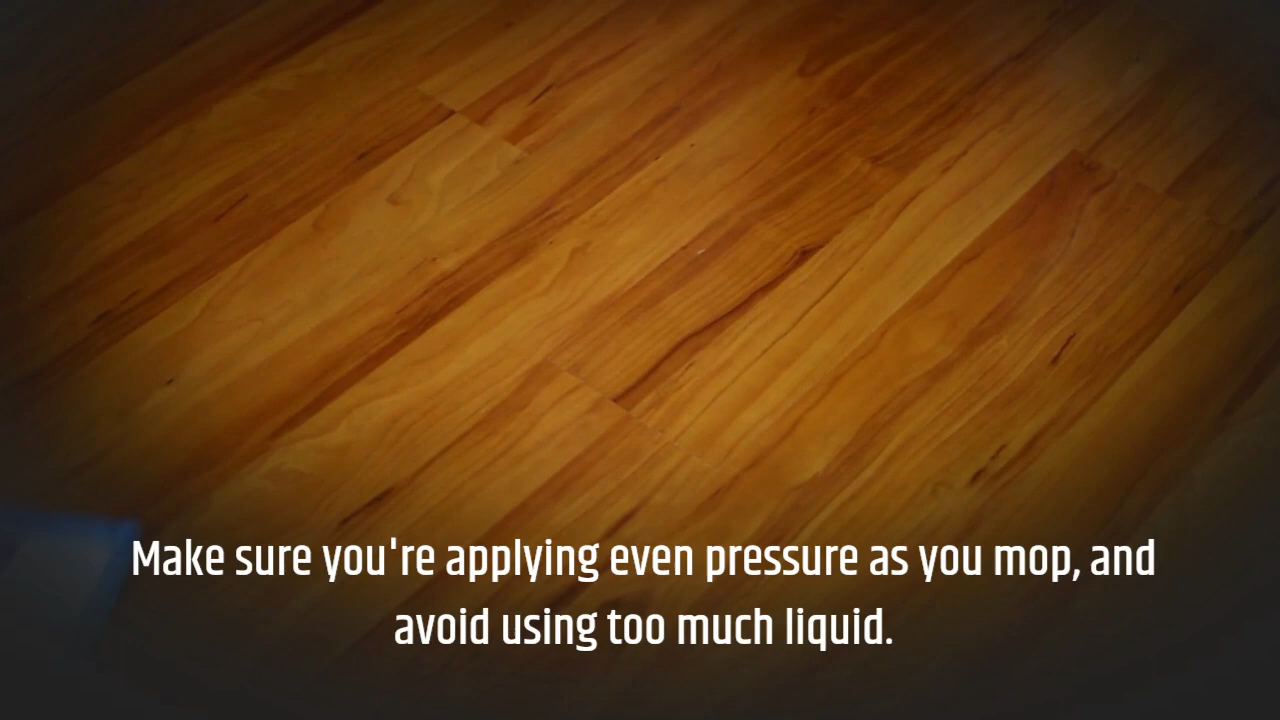 Make sure you're applying even pressure as you mop, and
avoid using too much liquid.